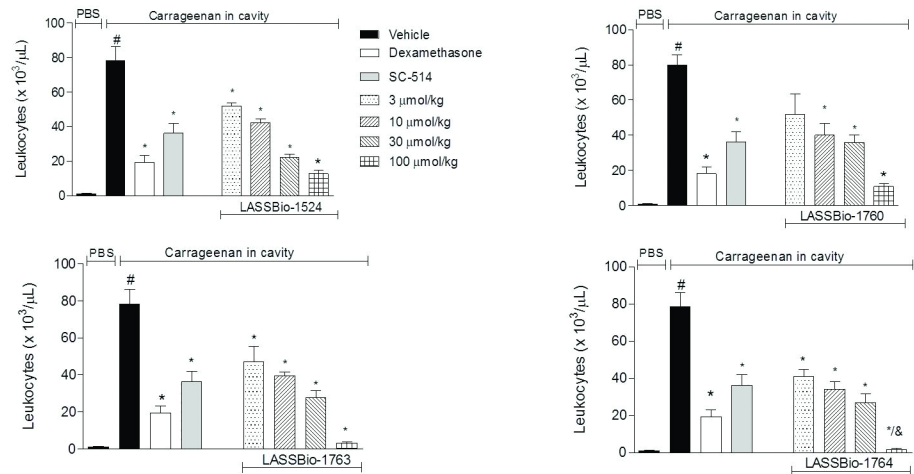 PBS Carrageenan in cavity
Leukocytes (x 10³/µL)
100
80
60
40
20
0
#
*
*
*
*
*
*
LASSBio-1524
Vehicle
Dexamethasone
SC-514
3 µmol/kg
10 µmol/kg
30 µmol/kg
100 µmol/kg
PBS Carrageenan in cavity
Leukocytes (x 10³/µL)
100
80
60
40
20
0
#
*
*
*
*
*
LASSBio-1760
PBS Carrageenan in cavity
Leukocytes (x 10³/µL)
100
80
60
40
20
0
#
*
*
*
*
*
*
LASSBio-1763
PBS Carrageenan in cavity
Leukocytes (x 10³/µL)
100
80
60
40
20
0
#
*
*
*
*
*
*/&
LASSBio-1764